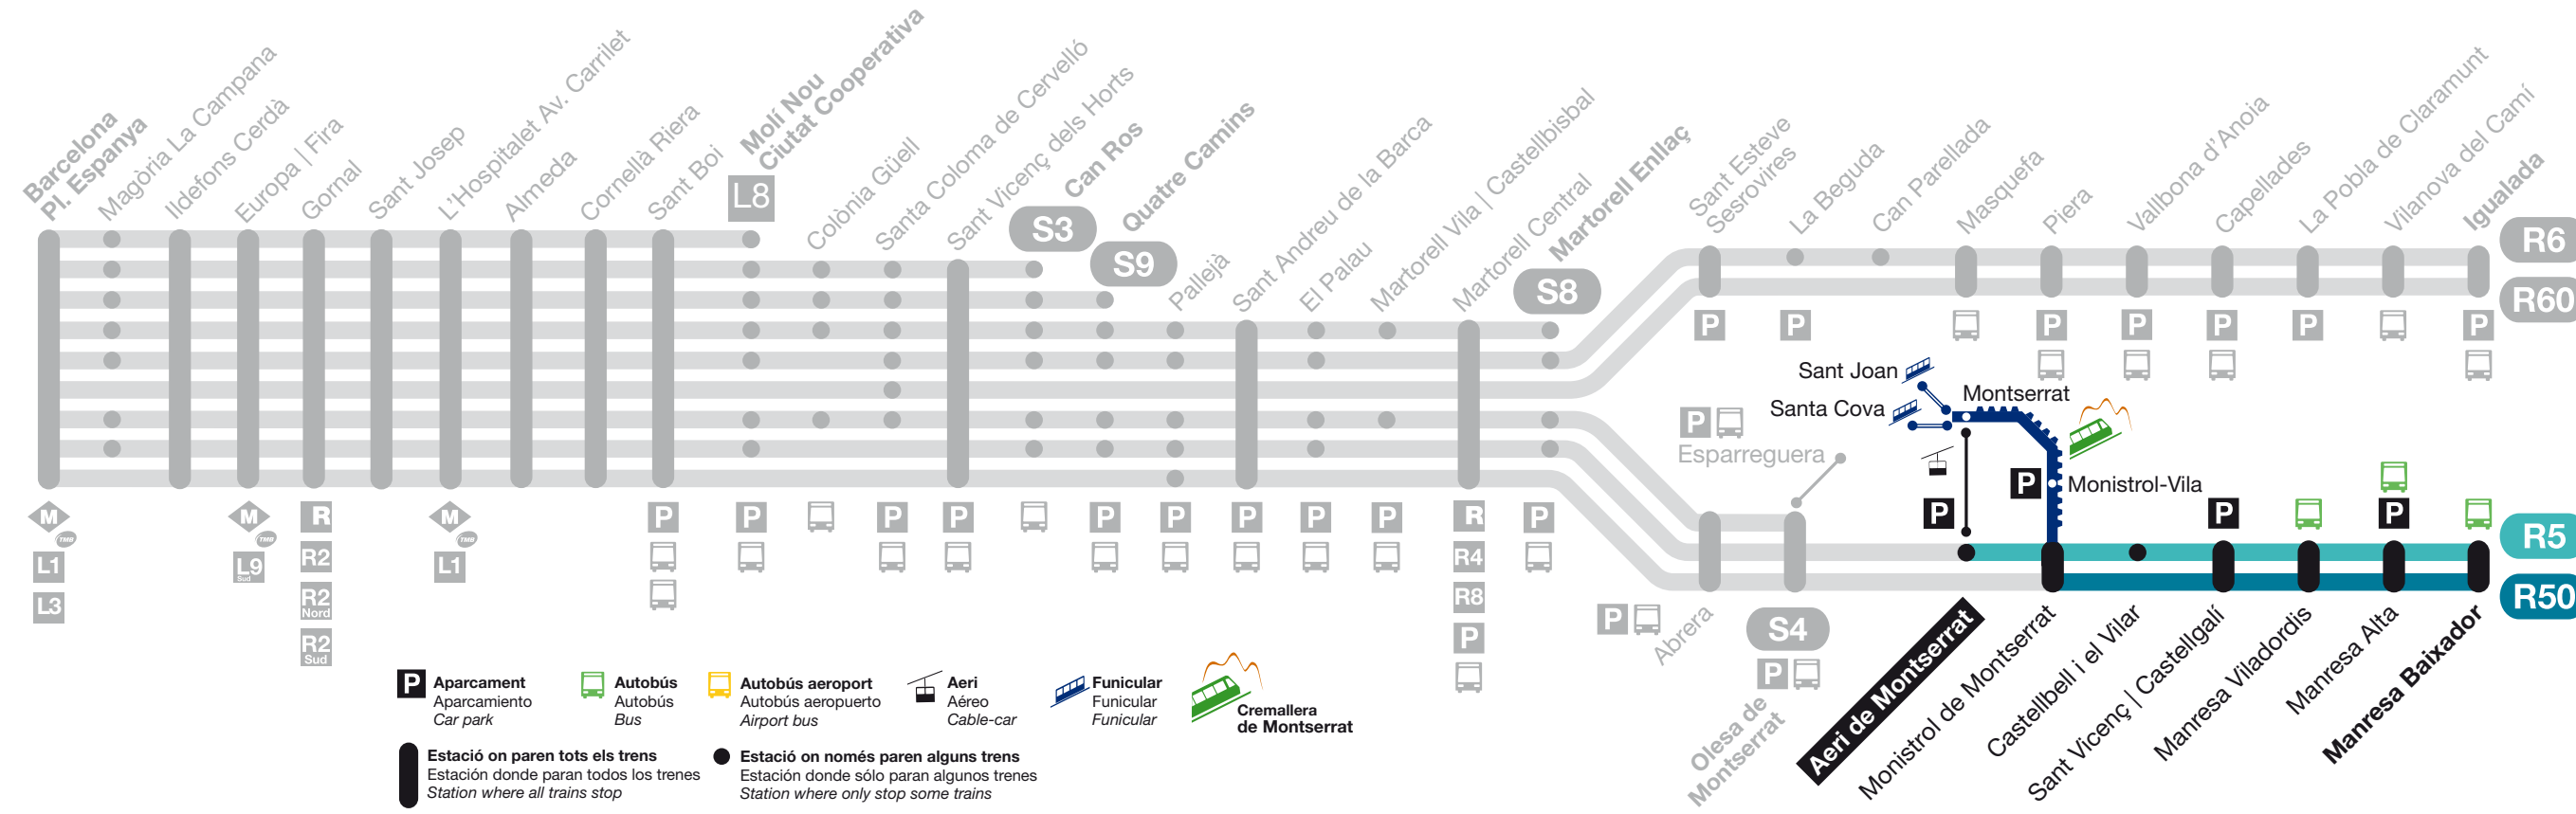 Barcelona
Pl. Espanya
Magòria La Campana
Ildefons Cerdà
Europa | Fira
Gornal
Sant Josep
L'Hospitalet Av. Carrilet
Almeda
Cornellà Riera
Sant Boi
Molí Nou
Ciutat Cooperativa
L8
Colònia Güell
Santa Coloma de Cervelló
Sant Vicenç dels Horts
Can Ros
S3
Quatre Camins
S9
Pallejà
Sant Andreu de la Barca
El Palau
Martorell Vila | Castellbisbal
Martorell Central
Martorell Enllaç
S8
Sant Esteve
Sesrovires
La Beguda
Can Parellada
Masquefa
Piera
Vallbona d'Anoia
Capellades
La Pobla de Claramunt
Vilanova del Camí
Igualada
R6
R60
P
P
P
P
P
P
P
Sant Joan
Santa Cova
Montserrat
P
Esparreguera
P
P
Monistrol-Vila
P
P
R5
R50
M
TMB
L1
L3
M
TMB
L9
Sud
R
R2
R2
Nord
R2
Sud
M
TMB
L1
P
P
P
P
P
P
P
P
P
R
R4
R8
P
P
P
Abrera
S4
P
Olesa de
Montserrat
Aeri de Montserrat
Monistrol de Montserrat
Castellbell i el Vilar
Sant Vicenç | Castellgalí
Manresa Viladordis
Manresa Alta
Manresa Baixador
P
Aparcament
Aparcamiento
Car park
Autobús
Autobús
Bus
Autobús aeroport
Autobús aeropuerto
Airport bus
Aeri
Aéreo
Cable-car
Funicular
Funicular
Funicular
Cremallera
de Montserrat
Estació on paren tots els trens
Estación donde paran todos los trenes
Station where all trains stop
Estació on només paren alguns trens
Estación donde sólo paran algunos trenes
Station where only stop some trains